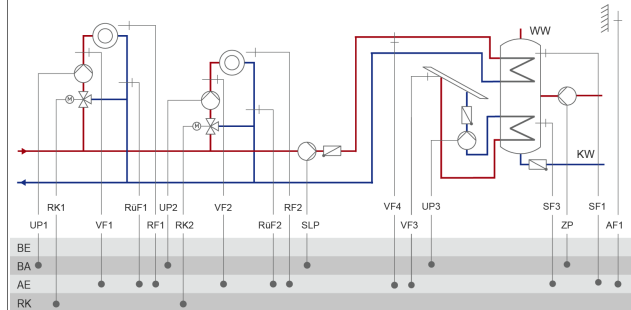 WW
M
M
KW
RK1 RüF1 UP2 VF2 RF2 VF4 UP3 SF3 SF1
UP1 VF1 RF1 RK2 RüF2 SLP VF3 ZP AF1
BE
BA
AE
RK